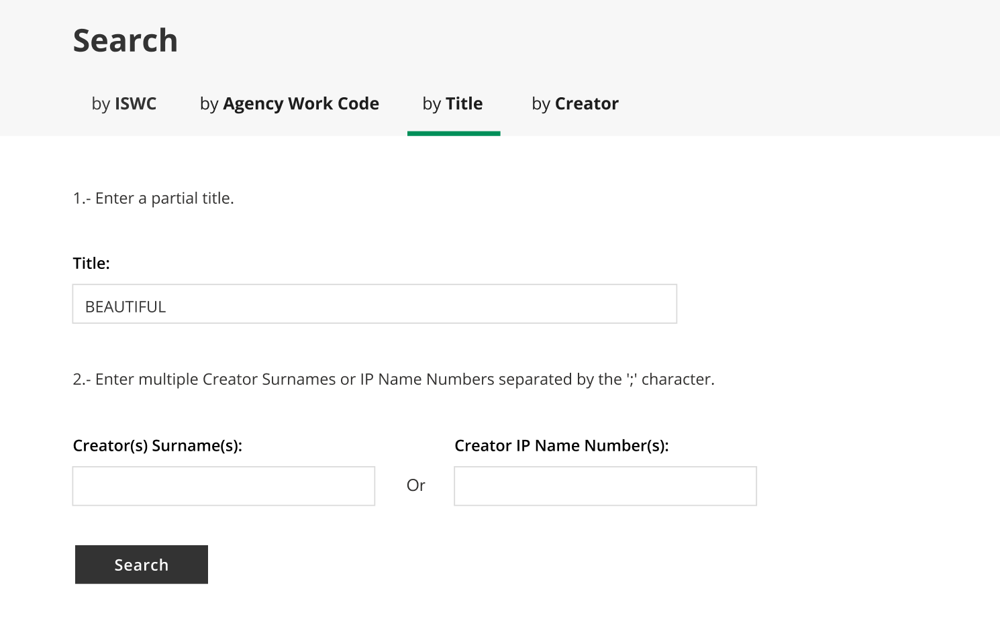 Search
by ISWC by Agency Work Code by Title by Creator
1.- Enter a partial title.
Title:
BEAUTIFUL
2.- Enter multiple Creator Surnames or IP Name Numbers separated by the ';' character.
Creator(s) Surname(s): Creator IP Name Number(s):
Or
Search